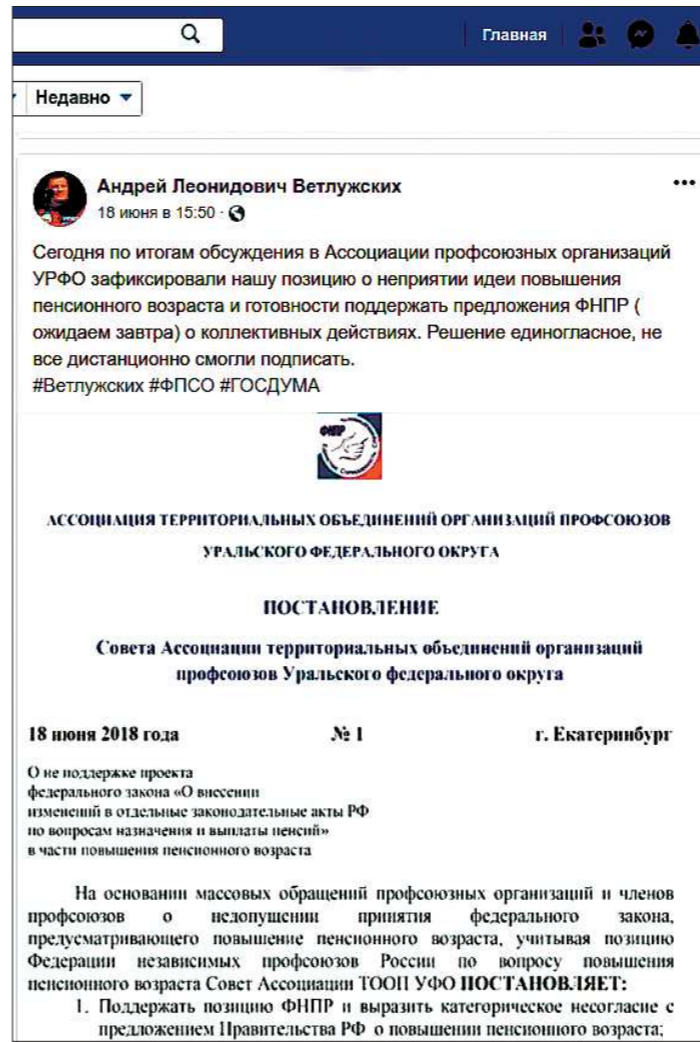 Главная
Недавно
Андрей Леонидович Ветлужских
18 июня в 15:50 ·
Сегодня по итогам обсуждения в Ассоциации профсоюзных организаций
УРФО зафиксировали нашу позицию о неприятии идеи повышения
пенсионного возраста и готовности поддержать предложения ФНПР (
ожидаем завтра) о коллективных действиях. Решение единогласное, не
все дистанционно смогли подписать.
#Ветлужских #ФПСО #ГОСДУМА
ФНПР
АССОЦИАЦИЯ ТЕРРИТОРИАЛЬНЫХ ОБЪЕДИНЕНИЙ ОРГАНИЗАЦИЙ ПРОФСОЮЗОВ
УРАЛЬСКОГО ФЕДЕРАЛЬНОГО ОКРУГА
ПОСТАНОВЛЕНИЕ
Совета Ассоциации территориальных объединений организаций
профсоюзов Уральского федерального округа
18 июня 2018 года № 1 г. Екатеринбург
О не поддержке проекта
федерального закона «О внесении
изменений в отдельные законодательные акты РФ
по вопросам назначения и выплаты пенсий»
в части повышения пенсионного возраста
На основании массовых обращений профсоюзных организаций и членов
профсоюзов о недопущении принятия федерального закона,
предусматривающего повышение пенсионного возраста, учитывая позицию
Федерации независимых профсоюзов России по вопросу повышения
пенсионного возраста Совет Ассоциации ТООП УФО ПОСТАНОВЛЯЕТ:
1. Поддержать позицию ФНПР и выразить категорическое несогласие с
предложением Правительства РФ о повышении пенсионного возраста;